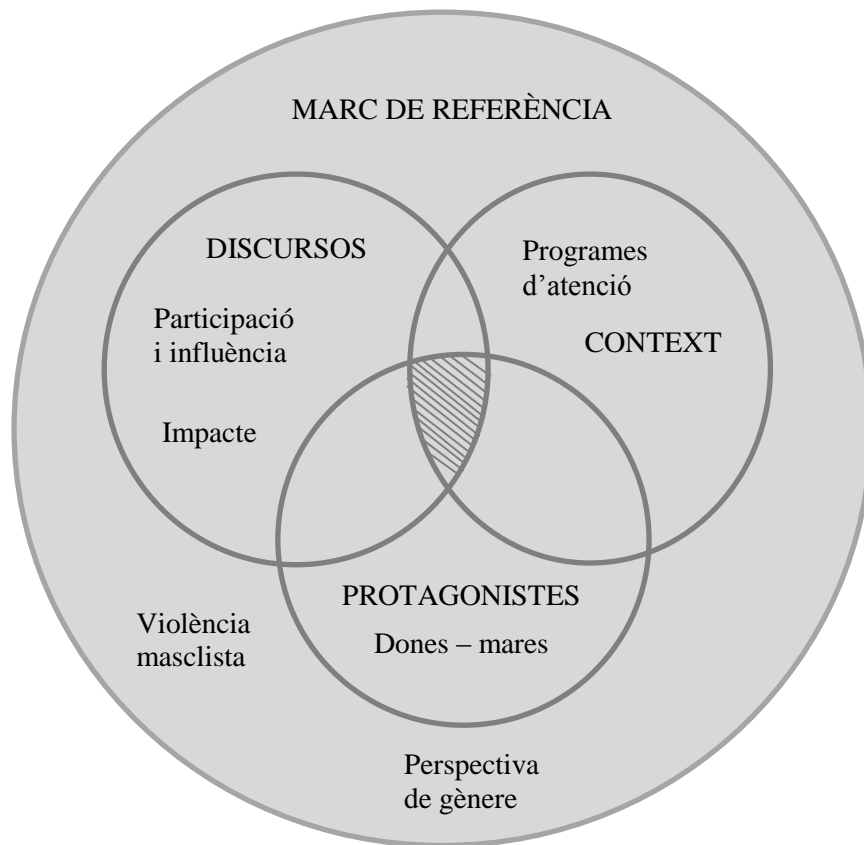 MARC DE REFERÈNCIA
DISCURSOS
Participació
i influència
Impacte
Programes
d’atenció
CONTEXT
PROTAGONISTES
Dones – mares
Violència
masclista
Perspectiva
de gènere